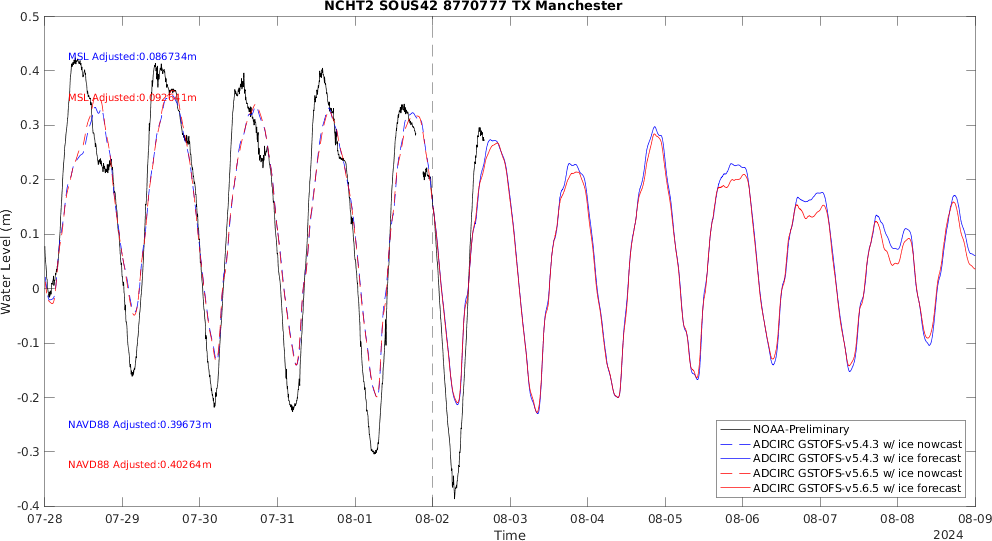 NCHT2 SOUS42 8770777 TX Manchester
0.5
0.4
0.3
0.2
0.1
0
-0.1
-0.2
-0.3
-0.4
Water Level (m)
MSL Adjusted:0.086734m
MSL Adjusted:0.092641m
NAVD88 Adjusted:0.39673m
NAVD88 Adjusted:0.40264m
NOAA-Preliminary
ADCIRC GSTOFS-v5.4.3 w/ ice nowcast
ADCIRC GSTOFS-v5.4.3 w/ ice forecast
ADCIRC GSTOFS-v5.6.5 w/ ice nowcast
ADCIRC GSTOFS-v5.6.5 w/ ice forecast
07-28 07-29 07-30 07-31 08-01 08-02 08-03 08-04 08-05 08-06 08-07 08-08 08-09
Time
2024